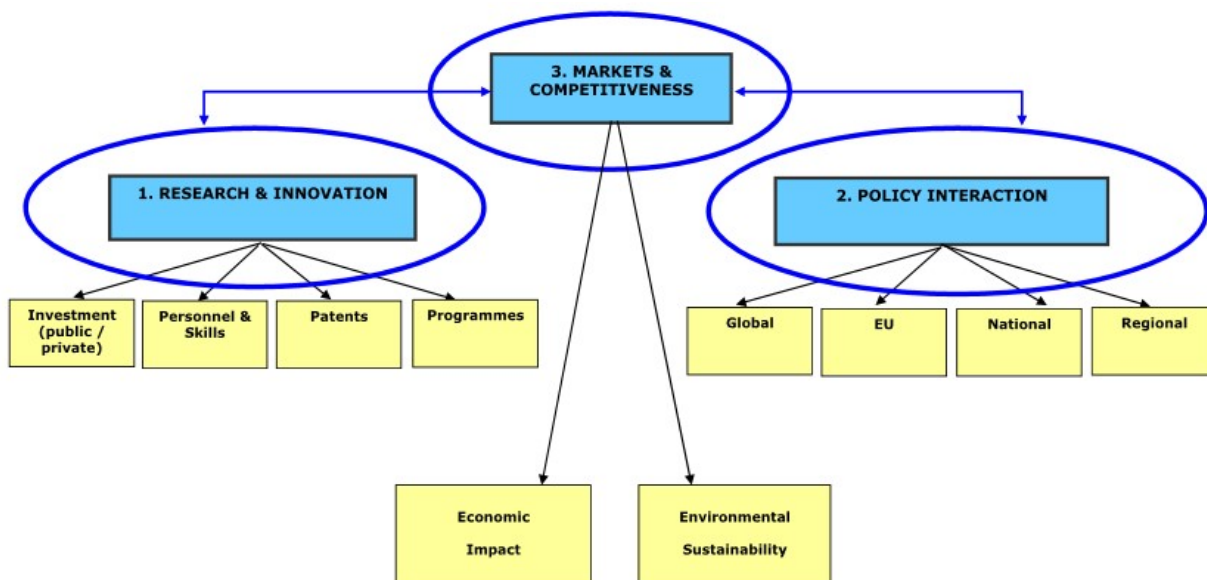 3. MARKETS &
COMPETITIVENESS
1. RESEARCH & INNOVATION
2. POLICY INTERACTION
Investment
(public /
private)
Personnel &
Skills
Patents
Programmes
Global
EU
National
Regional
Economic
Impact
Environmental
Sustainability